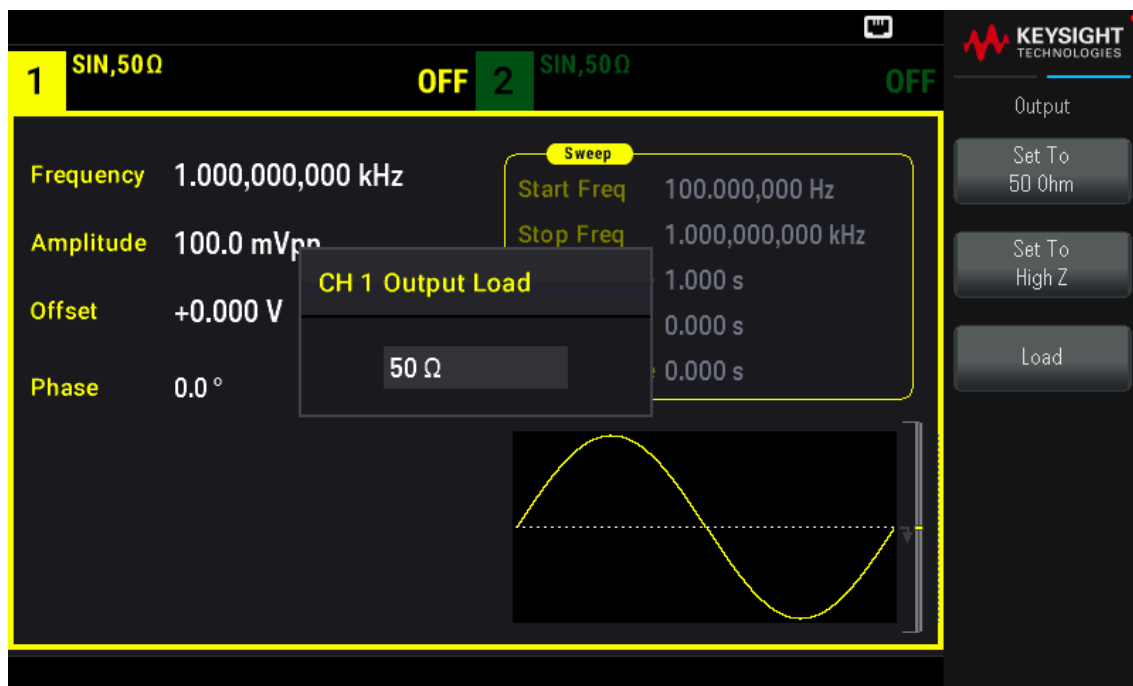 KEYSIGHT
TECHNOLOGIES
1 SIN,50Ω OFF
2 SIN,50Ω OFF
Output
Set To
50 Ohm
Set To
High Z
Load
Frequency 1.000,000,000 kHz
Amplitude 100.0 mVpp
Offset +0.000 V
Phase 0.0 °
Sweep
Start Freq 100.000,000 Hz
Stop Freq 1.000,000,000 kHz
1.000 s
0.000 s
0.000 s
CH 1 Output Load
50 Ω